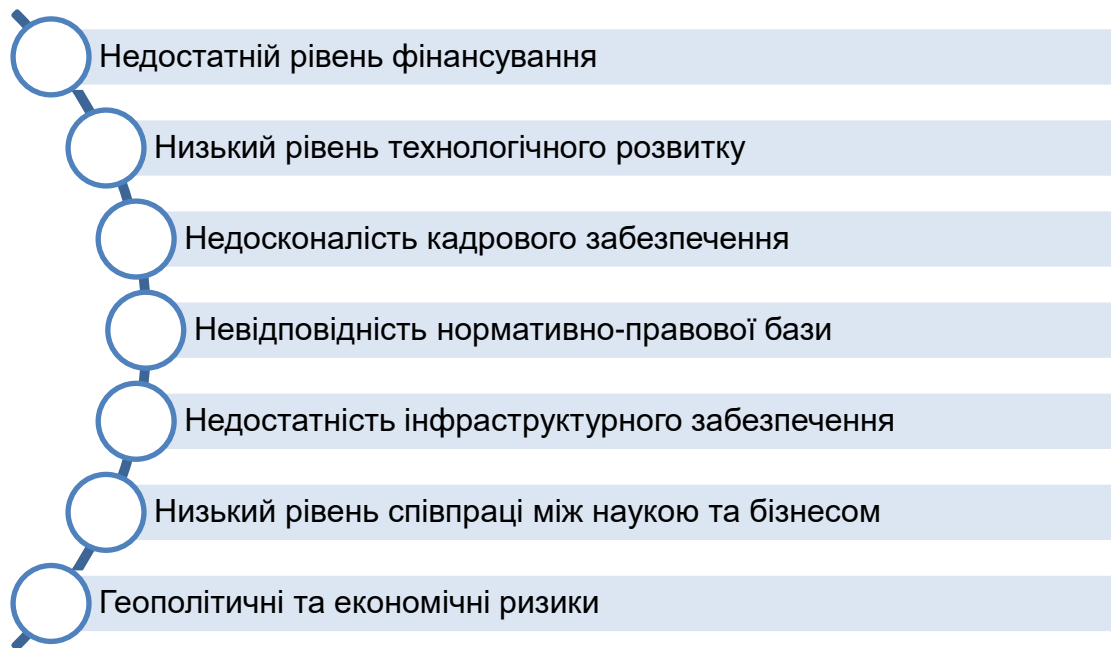 Недостатній рівень фінансування
Низький рівень технологічного розвитку
Недосконалість кадрового забезпечення
Невідповідність нормативно-правової бази
Недостатність інфраструктурного забезпечення
Низький рівень співпраці між наукою та бізнесом
Геополітичні та економічні ризики